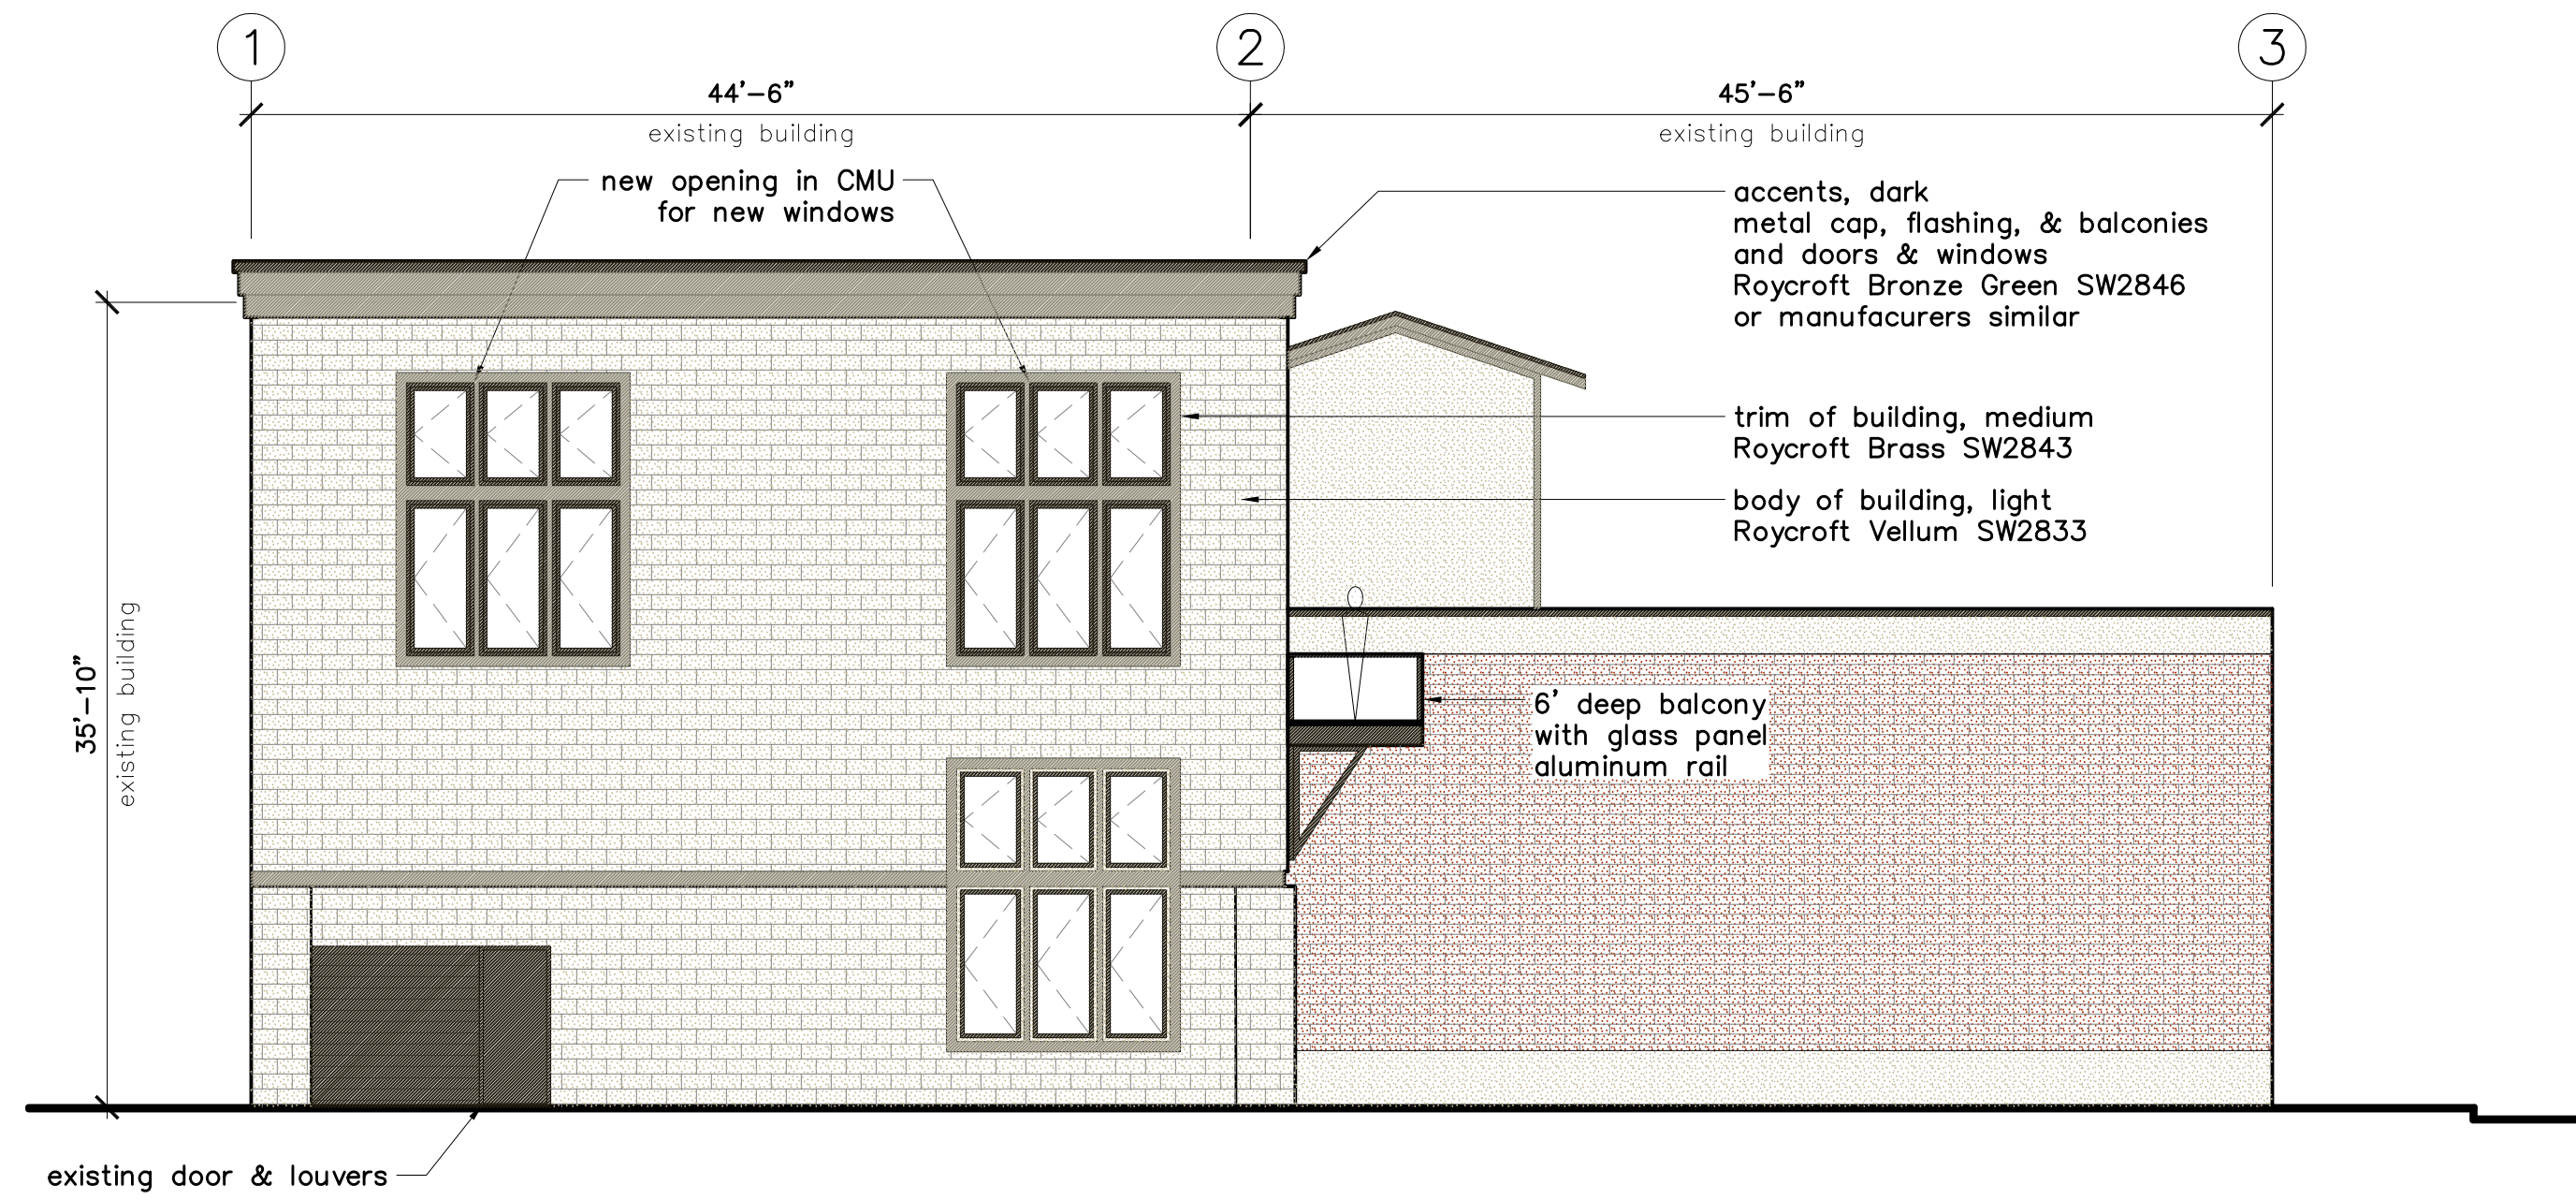 1
2
3
44'-6"
existing building
45'-6"
existing building
new opening in CMU
for new windows
accents, dark
metal cap, flashing, & balconies
and doors & windows
Roycroft Bronze Green SW2846
or manufacurers similar
trim of building, medium
Roycroft Brass SW2843
body of building, light
Roycroft Vellum SW2833
35'-10"
existing building
6' deep balcony
with glass panel
aluminum rail
existing door & louvers